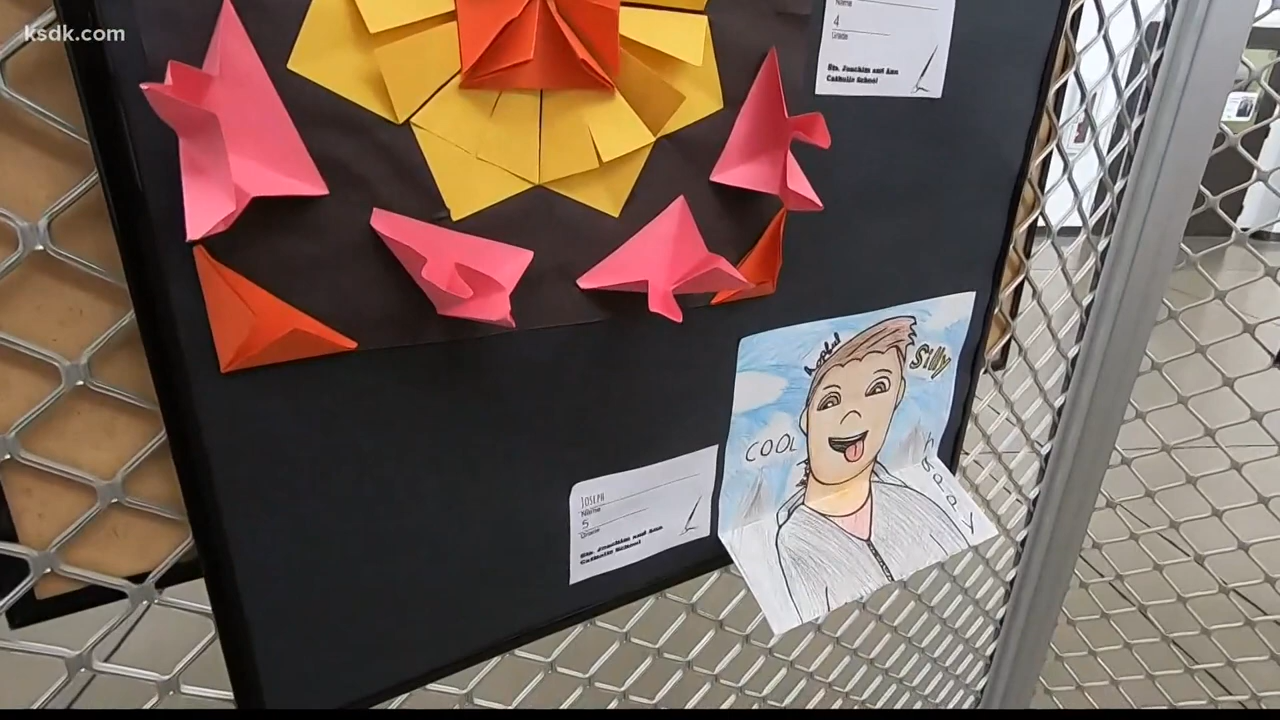 ksdk.com
Name
4
Grade
Sts. Joachim and Ann
Catholic School
Silly
COOL
happy
JOSEPH
Name
5
Grade
Sts. Joachim and Ann
Catholic School